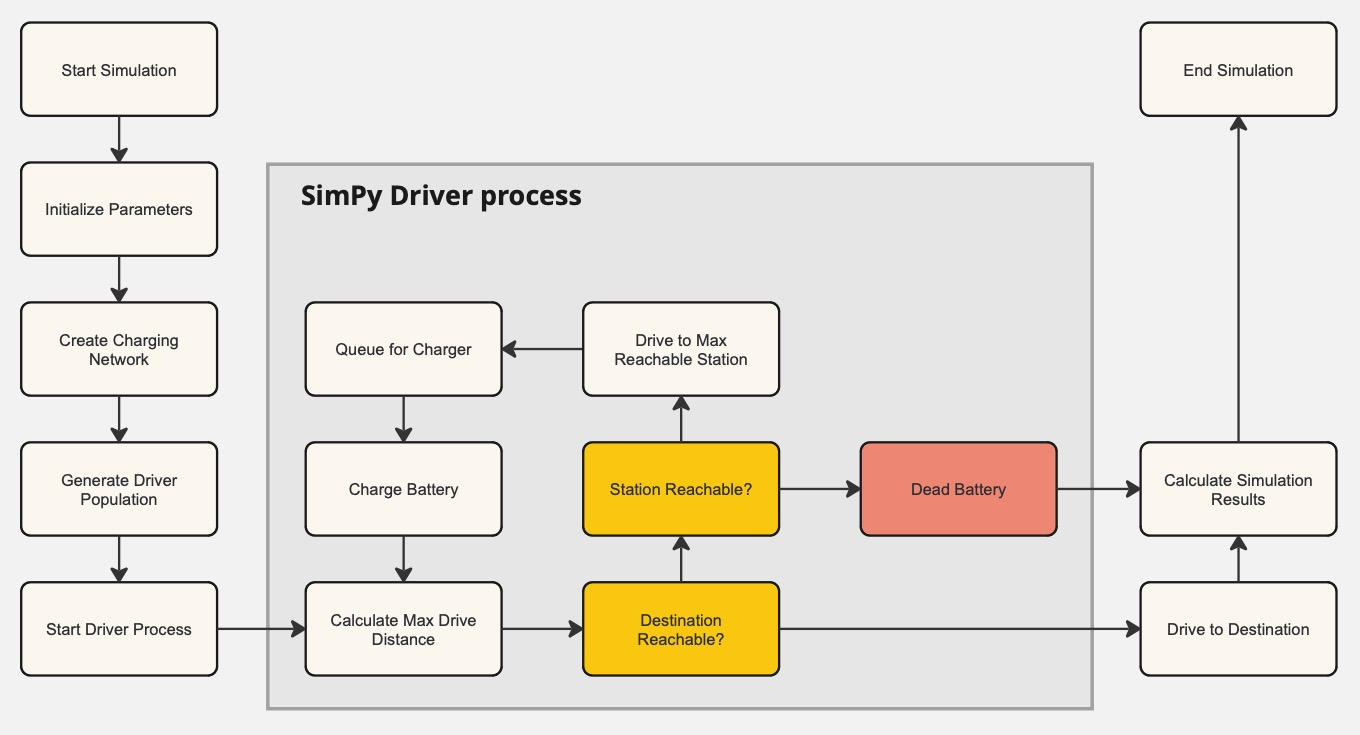 Start Simulation
End Simulation
Initialize Parameters
SimPy Driver process
Create Charging
Network
Queue for Charger
Drive to Max
Reachable Station
Generate Driver
Population
Charge Battery
Station Reachable?
Dead Battery
Calculate Simulation
Results
Start Driver Process
Calculate Max Drive
Distance
Destination
Reachable?
Drive to Destination